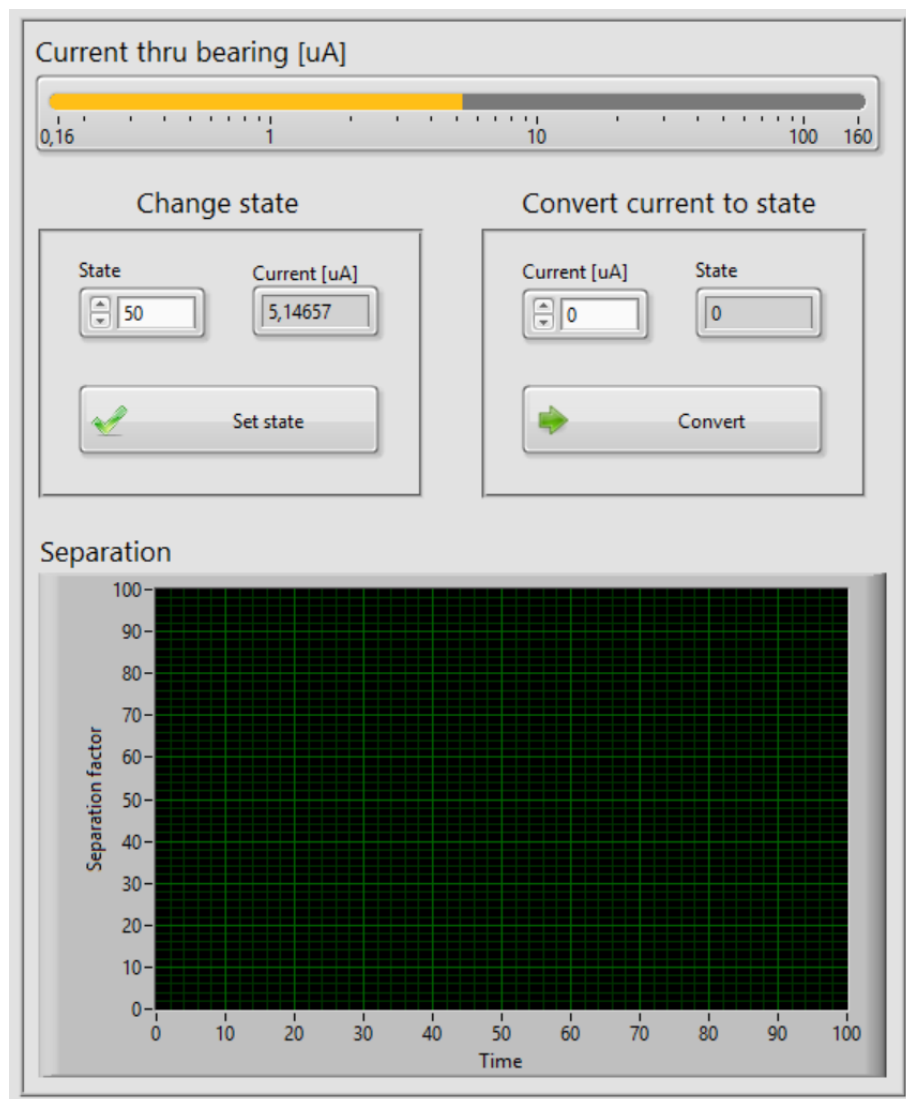 Current thru bearing [uA]
0,16 1 10 100 160
Change state
Convert current to state
State Current [uA]
50 5,14657
Set state
Current [uA] State
0 0
Convert
Separation
100
90
80
70
60
50
40
30
20
10
0
Separation factor
0 10 20 30 40 50 60 70 80 90 100
Time